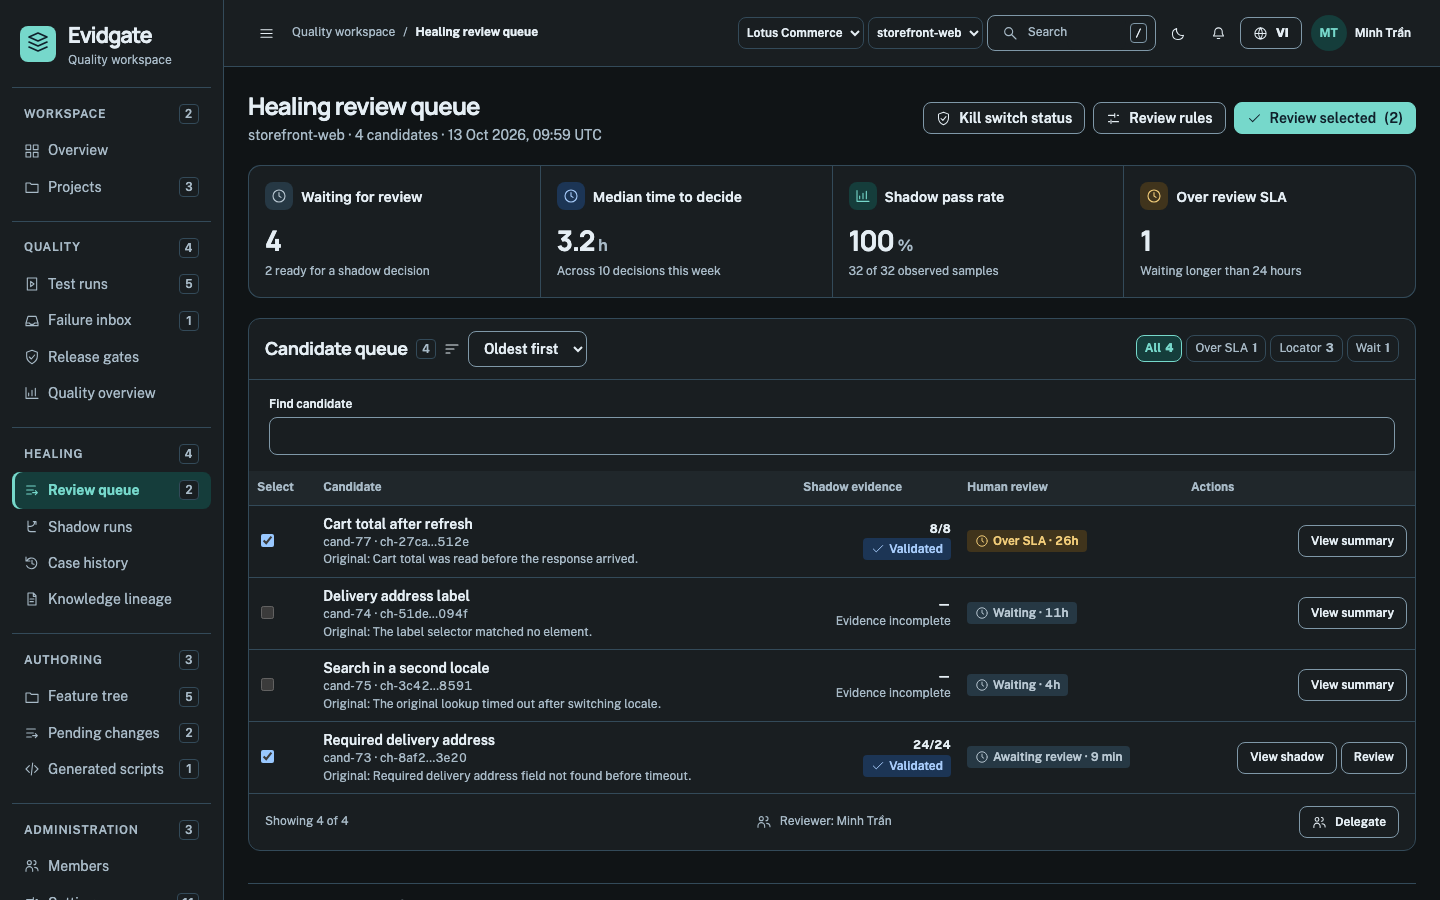 Evidgate
Quality workspace
WORKSPACE 2
Overview
Projects 3
QUALITY 4
Test runs 5
Failure inbox 1
Release gates
Quality overview
HEALING 4
Review queue 2
Shadow runs
Case history
Knowledge lineage
AUTHORING 3
Feature tree 5
Pending changes 2
Generated scripts 1
ADMINISTRATION 3
Members
Quality workspace / Healing review queue
Lotus Commerce
storefront-web
Search /
VI
MT Minh Trấn
Healing review queue
storefront-web · 4 candidates · 13 Oct 2026, 09:59 UTC
Kill switch status
Review rules
Review selected (2)
Waiting for review
4
2 ready for a shadow decision
Median time to decide
3.2 h
Across 10 decisions this week
Shadow pass rate
100 %
32 of 32 observed samples
Over review SLA
1
Waiting longer than 24 hours
Candidate queue 4
Oldest first
All 4
Over SLA 1
Locator 3
Wait 1
Find candidate
Select Candidate Shadow evidence Human review Actions
Cart total after refresh
cand-77 · ch-27ca…512e
Original: Cart total was read before the response arrived.
8/8
Validated
Over SLA · 26h
View summary
Delivery address label
cand-74 · ch-51de…094f
Original: The label selector matched no element.
—
Evidence incomplete
Waiting · 11h
View summary
Search in a second locale
cand-75 · ch-3c42…8591
Original: The original lookup timed out after switching locale.
—
Evidence incomplete
Waiting · 4h
View summary
Required delivery address
cand-73 · ch-8af2…3e20
Original: Required delivery address field not found before timeout.
24/24
Validated
Awaiting review · 9 min
View shadow
Review
Showing 4 of 4
Reviewer: Minh Trấn
Delegate